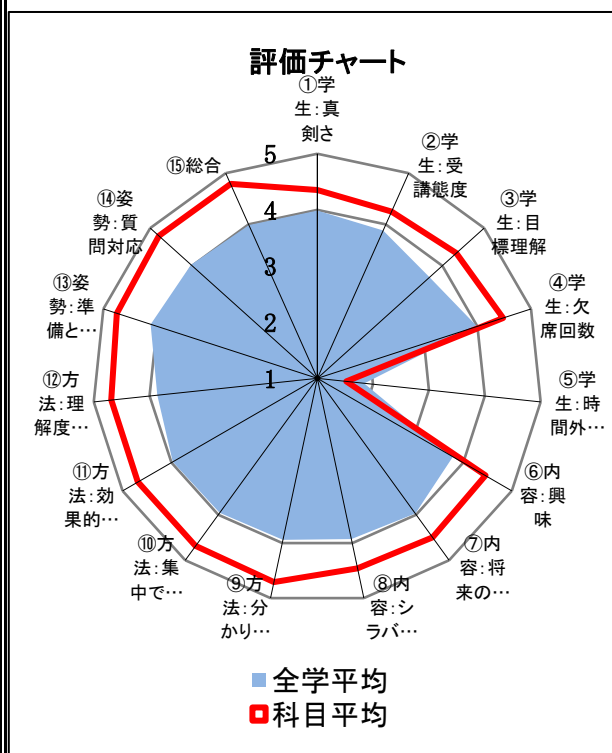 評価チャート
①学
生:真
剣さ
②学
生:受
講態度
③学
生:目
標理解
④学
生:欠
席回数
⑤学
生:時
間外…
⑥内
容:興
味
⑦内
容:将
来の…
⑧内
容:シ
ラバ…
⑨方
法:分
かり…
⑩方
法:集
中で…
⑪方
法:効
果的…
⑫方
法:理
解度…
⑬姿
勢:準
備と…
⑭姿
勢:質
問対応
⑮総合
5
4
3
2
1
全学平均
科目平均